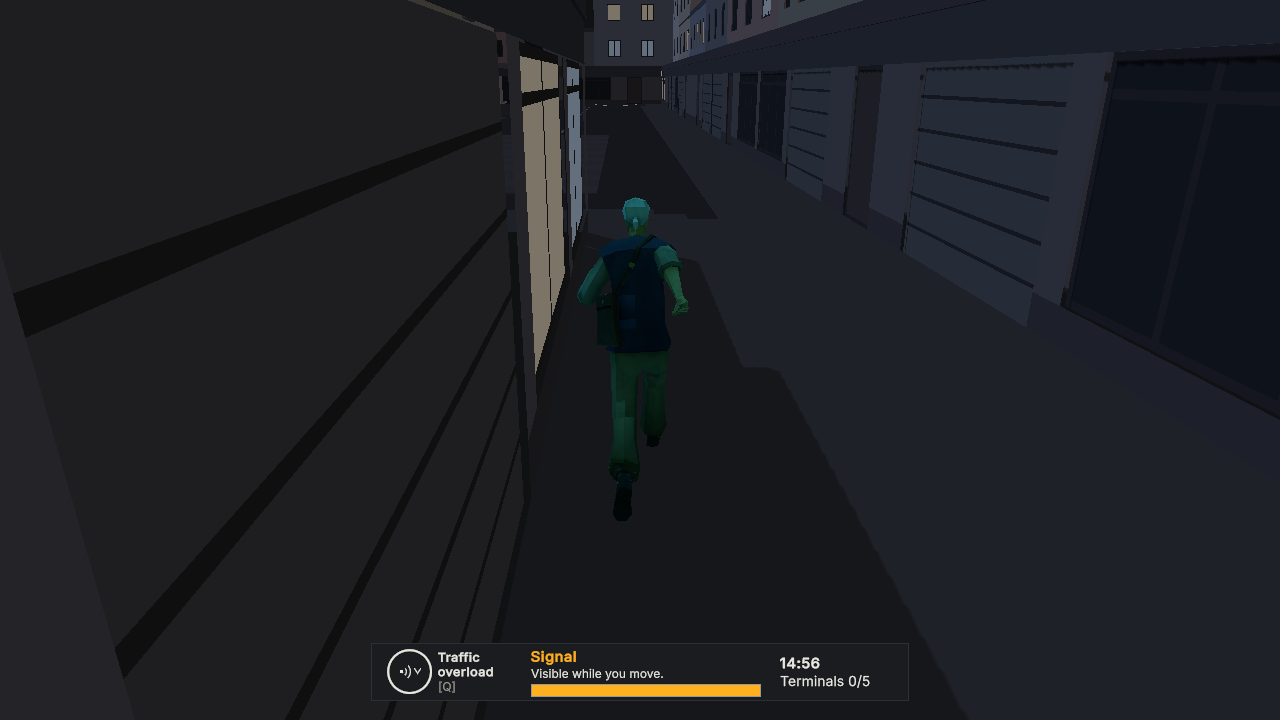 Traffic
overload
[Q]
Signal
Visible while you move.
14:56
Terminals 0/5